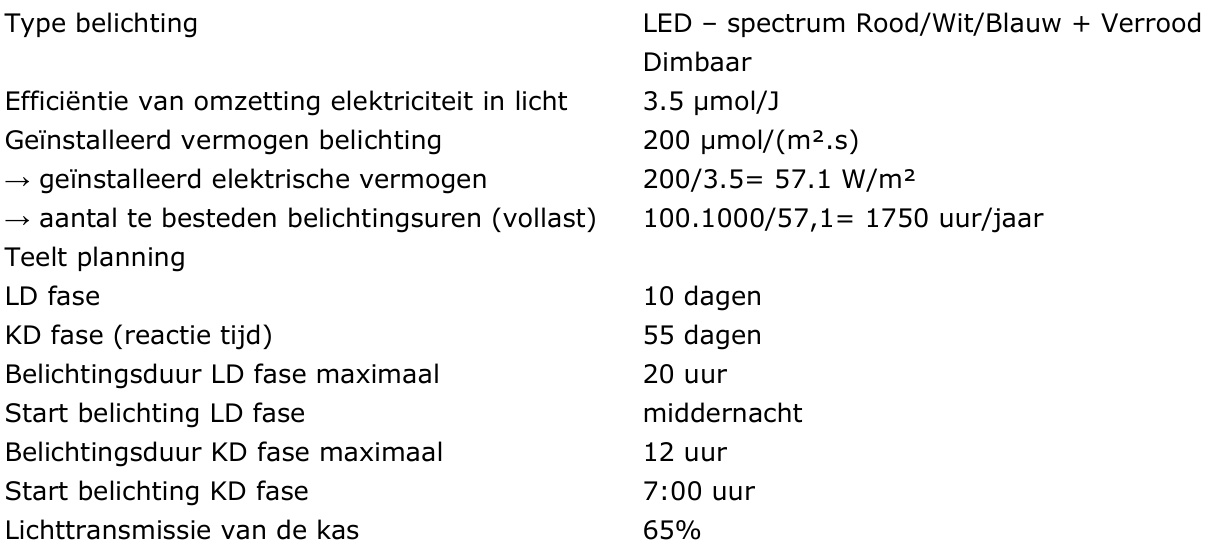 Type belichting LED – spectrum Rood/Wit/Blauw + Verrood
Dimbaar
Efficiëntie van omzetting elektriciteit in licht 3.5 µmol/J
Geïnstalleerd vermogen belichting 200 µmol/(m².s)
→ geïnstalleerd elektrische vermogen 200/3.5= 57.1 W/m²
→ aantal te besteden belichtingsuren (vollast) 100.1000/57,1= 1750 uur/jaar
Teelt planning
LD fase 10 dagen
KD fase (reactie tijd) 55 dagen
Belichtingsduur LD fase maximaal 20 uur
Start belichting LD fase middernacht
Belichtingsduur KD fase maximaal 12 uur
Start belichting KD fase 7:00 uur
Lichttransmissie van de kas 65%